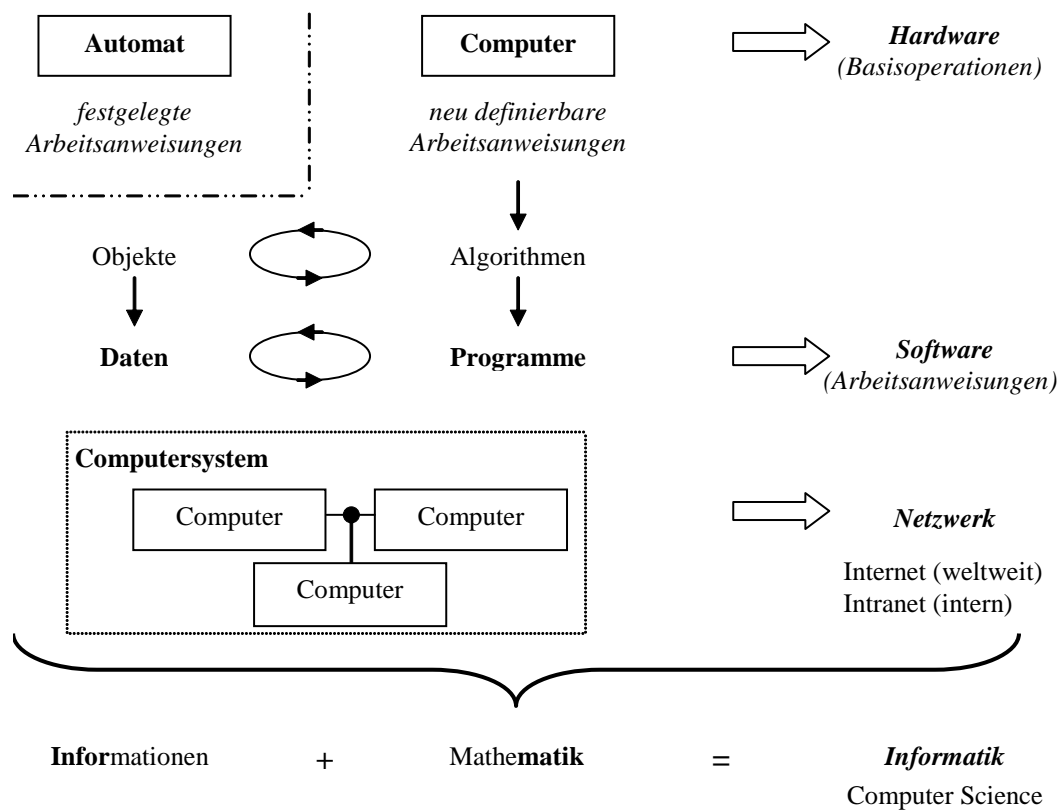 Automat
Computer
Hardware
(Basisoperationen)
festgelegte
Arbeitsanweisungen
neu definierbare
Arbeitsanweisungen
Objekte
Algorithmen
Daten
Programme
Software
(Arbeitsanweisungen)
Computersystem
Computer
Computer
Computer
Netzwerk
Internet (weltweit)
Intranet (intern)
Informationen + Mathematik = Informatik
Computer Science